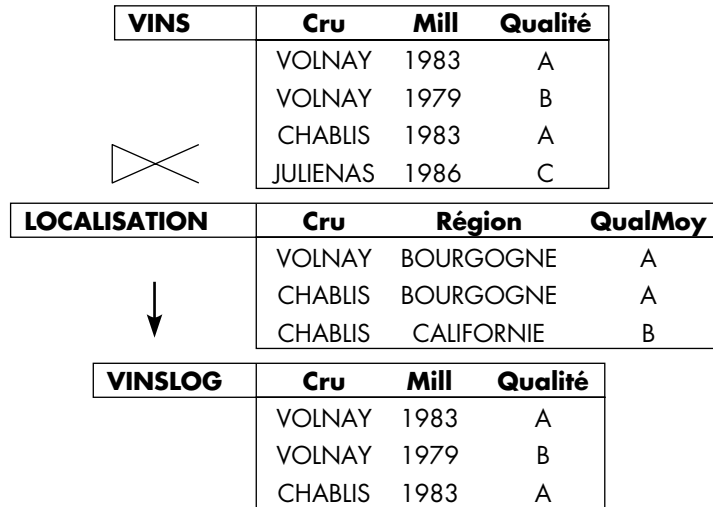 VINS Cru Mill Qualité
VOLNAY 1983 A
VOLNAY 1979 B
CHABLIS 1983 A
JULIENAS 1986 C
LOCALISATION Cru Région QualMoy
VOLNAY BOURGOGNE A
CHABLIS BOURGOGNE A
CHABLIS CALIFORNIE B
VINSLOG Cru Mill Qualité
VOLNAY 1983 A
VOLNAY 1979 B
CHABLIS 1983 A